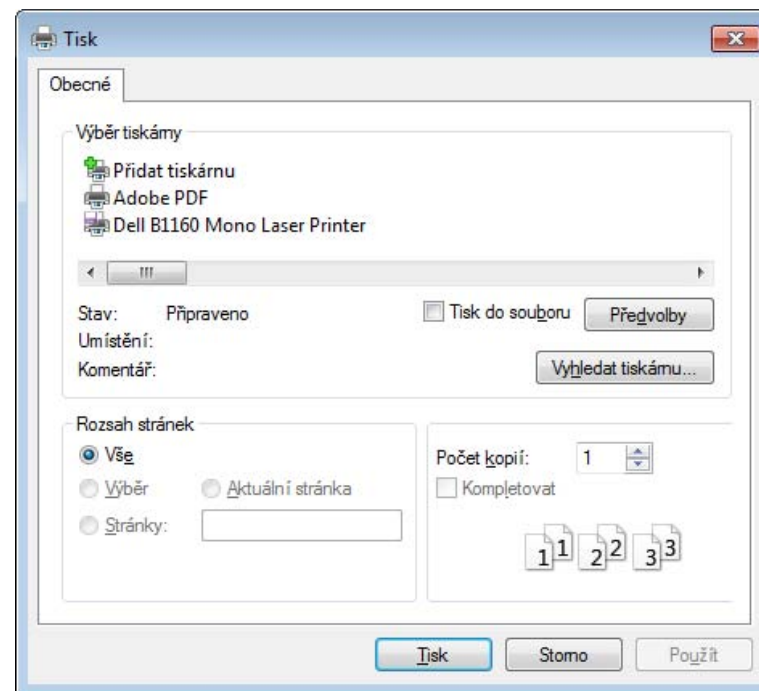 Tisk
Obecné
Výběr tiskárny
Přidat tiskárnu
Adobe PDF
Dell B1160 Mono Laser Printer
Stav: Připraveno
Tisk do souboru Předvolby
Umístění:
Komentář: Vyhledat tiskárnu...
Rozsah stránek
Vše
Výběr Aktuální stránka
Stránky:
Počet kopií: 1
Kompletovat
1 1 2 2 3 3
Tisk Storno Použít